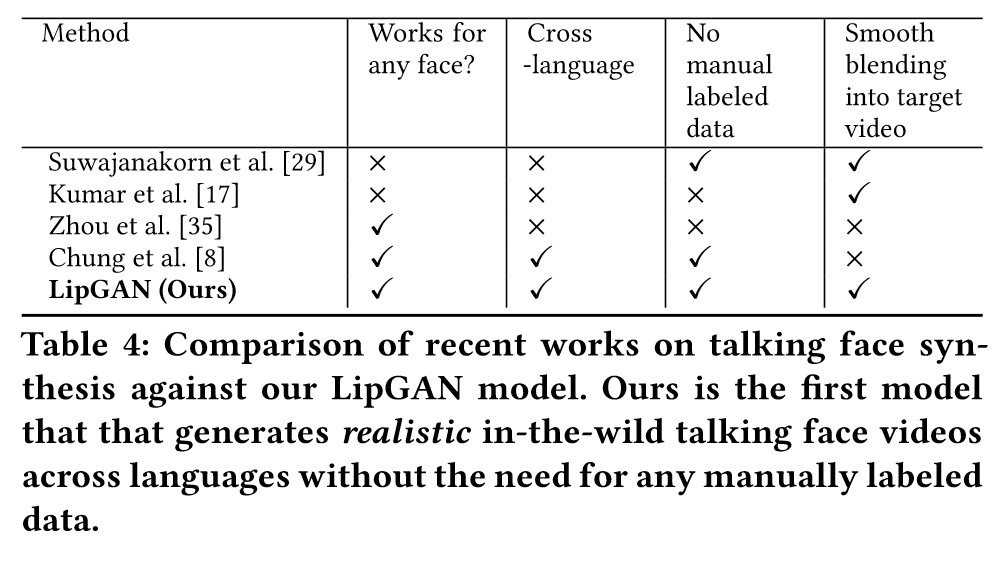 Method Works for any face? Cross -language No manual labeled data Smooth blending into target video
Suwajanakorn et al. [29] × × ✓ ✓
Kumar et al. [17] × × × ✓
Zhou et al. [35] ✓ × × ×
Chung et al. [8] ✓ ✓ ✓ ×
LipGAN (Ours) ✓ ✓ ✓ ✓
Table 4: Comparison of recent works on talking face syn-
thesis against our LipGAN model. Ours is the first model
that that generates realistic in-the-wild talking face videos
across languages without the need for any manually labeled
data.